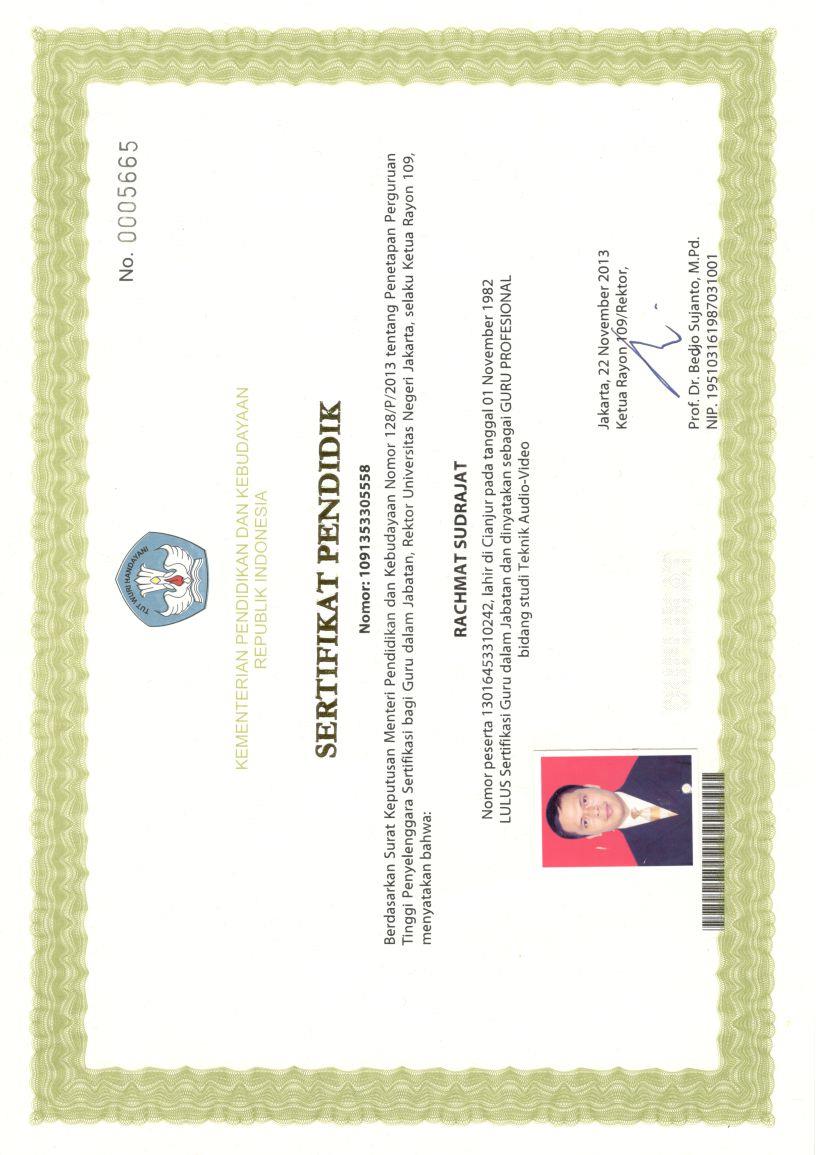 No. 0005665
TUT WURI HANDAYANI
KEMENTERIAN PENDIDIKAN DAN KEBUDAYAAN
REPUBLIK INDONESIA
SERTIFIKAT PENDIDIK
Nomor: 1091353305558
Berdasarkan Surat Keputusan Menteri Pendidikan dan Kebudayaan Nomor 128/P/2013 tentang Penetapan Perguruan
Tinggi Penyelenggara Sertifikasi bagi Guru dalam Jabatan, Rektor Universitas Negeri Jakarta, selaku Ketua Rayon 109,
menyatakan bahwa:
RACHMAT SUDRAJAT
Nomor peserta 13016453310242, lahir di Cianjur pada tanggal 01 November 1982
LULUS Sertifikasi Guru dalam Jabatan dan dinyatakan sebagai GURU PROFESIONAL
bidang studi Teknik Audio-Video
Jakarta, 22 November 2013
Ketua Rayon 109/Rektor,
DUPLIKAT
Prof. Dr. Bedjo Sujanto, M.Pd.
NIP. 195103161987031001